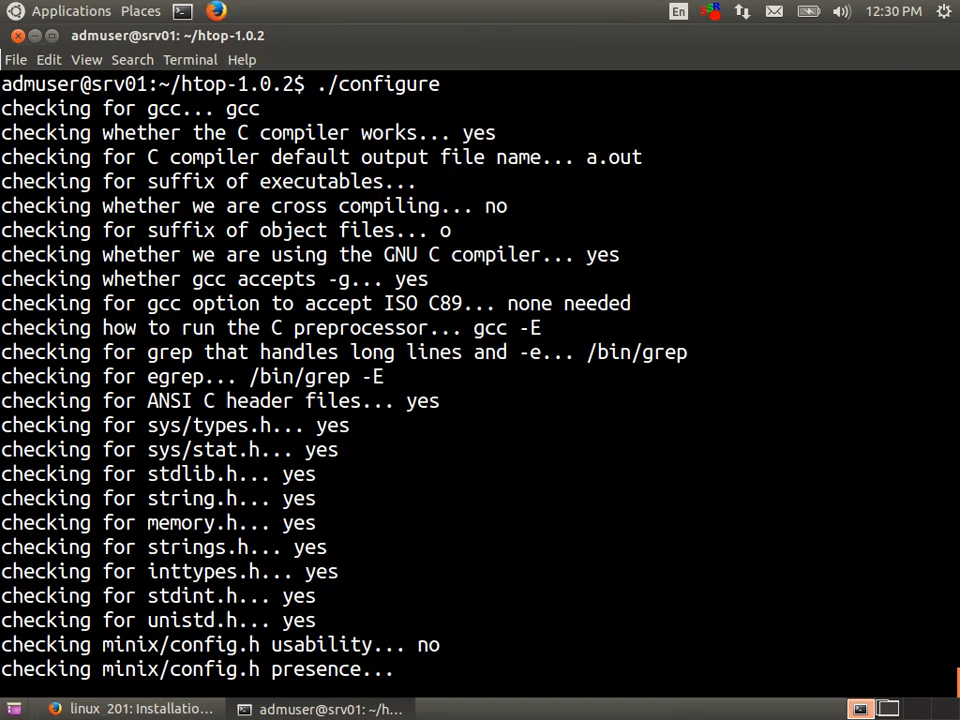 Applications Places En SSR 12:30 PM
admuser@srv01: ~/htop-1.0.2
File Edit View Search Terminal Help
admuser@srv01:~/htop-1.0.2$ ./configure
checking for gcc... gcc
checking whether the C compiler works... yes
checking for C compiler default output file name... a.out
checking for suffix of executables...
checking whether we are cross compiling... no
checking for suffix of object files... o
checking whether we are using the GNU C compiler... yes
checking whether gcc accepts -g... yes
checking for gcc option to accept ISO C89... none needed
checking how to run the C preprocessor... gcc -E
checking for grep that handles long lines and -e... /bin/grep
checking for egrep... /bin/grep -E
checking for ANSI C header files... yes
checking for sys/types.h... yes
checking for sys/stat.h... yes
checking for stdlib.h... yes
checking for string.h... yes
checking for memory.h... yes
checking for strings.h... yes
checking for inttypes.h... yes
checking for stdint.h... yes
checking for unistd.h... yes
checking minix/config.h usability... no
checking minix/config.h presence...
linux_201: Installatio... admuser@srv01: ~/h...